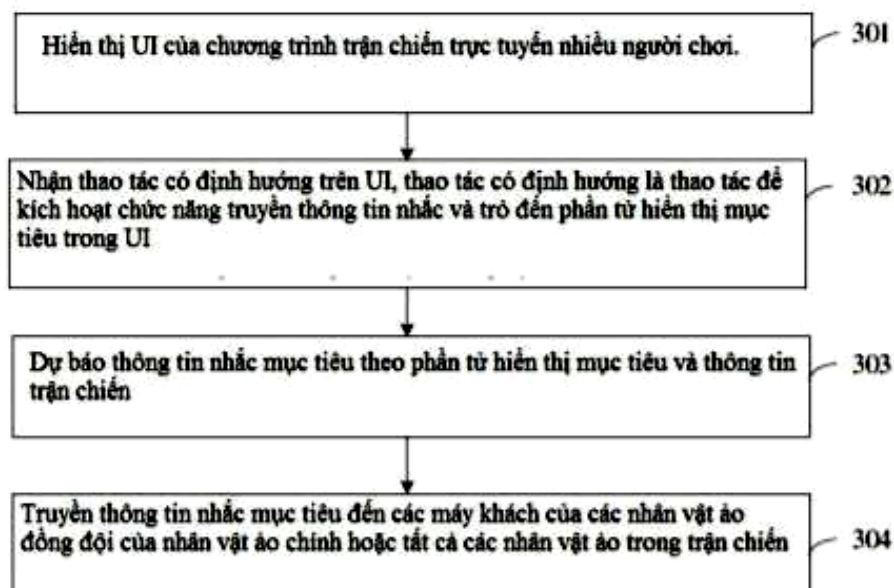 Hiển thị UI của chương trình trận chiến trực tuyến nhiều người chơi.
301
Nhận thao tác có định hướng trên UI, thao tác có định hướng là thao tác để
kích hoạt chức năng truyền thông tin nhắc và trỏ đến phần tử hiển thị mục
tiêu trong UI
302
Dự báo thông tin nhắc mục tiêu theo phần tử hiển thị mục tiêu và thông tin
trận chiến
303
Truyền thông tin nhắc mục tiêu đến các máy khách của các nhân vật ảo
đồng đội của nhân vật ảo chính hoặc tất cả các nhân vật ảo trong trận chiến
304